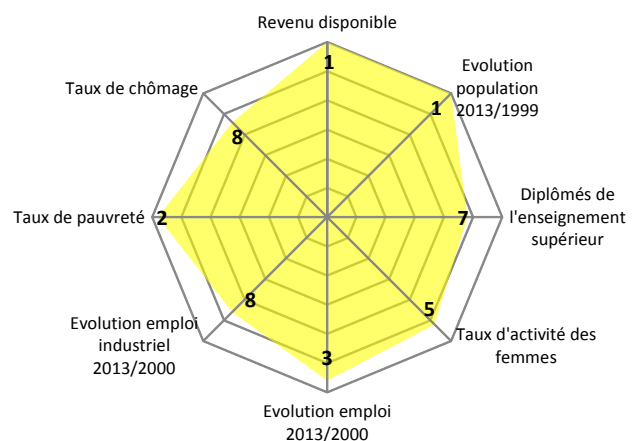 Revenu disponible
1
Evolution
population
2013/1999
1
Diplômés de
l'enseignement
supérieur
7
Taux d'activité des
femmes
5
Evolution emploi
2013/2000
3
Evolution emploi
industriel
2013/2000
8
Taux de pauvreté
2
Taux de chômage
8